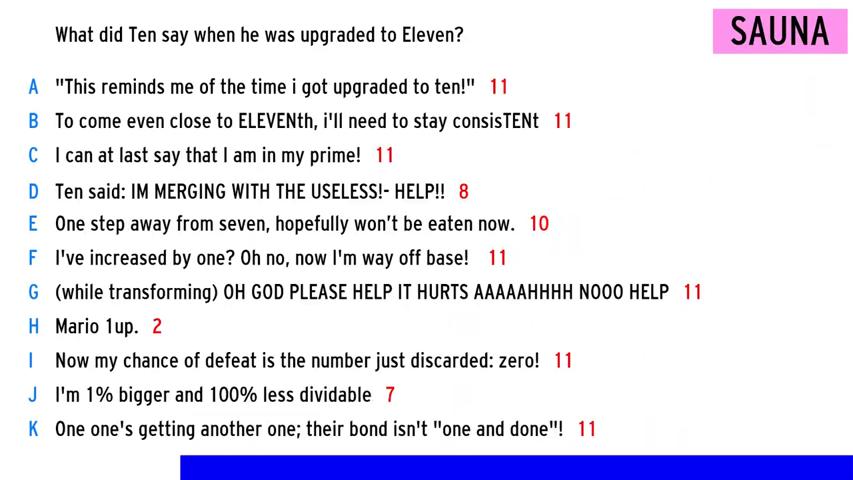 What did Ten say when he was upgraded to Eleven?
SAUNA
A "This reminds me of the time i got upgraded to ten!" 11
B To come even close to ELEVENth, i'll need to stay consisTENt 11
C I can at last say that I am in my prime! 11
D Ten said: IM MERGING WITH THE USELESS!- HELP!! 8
E One step away from seven, hopefully won't be eaten now. 10
F I've increased by one? Oh no, now I'm way off base! 11
G (while transforming) OH GOD PLEASE HELP IT HURTS AAAAAHHHH NOOO HELP 11
H Mario 1up. 2
I Now my chance of defeat is the number just discarded: zero! 11
J I'm 1% bigger and 100% less dividable 7
K One one's getting another one; their bond isn't "one and done"! 11